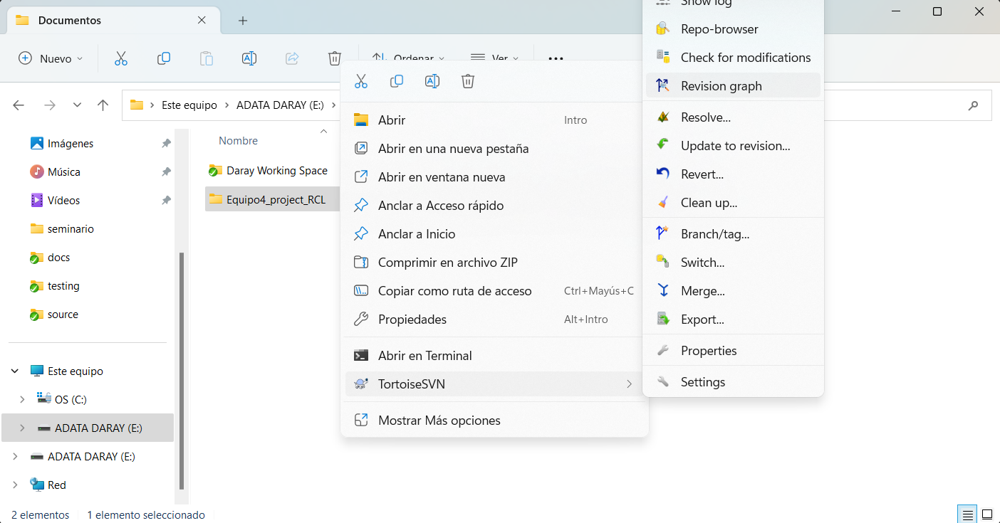 Documentos
Nuevo
Ordenar
Ver
Este equipo
ADATA DARAY (E:)
Imágenes
Música
Vídeos
seminario
docs
testing
source
Este equipo
OS (C:)
ADATA DARAY (E:)
ADATA DARAY (E:)
Red
Nombre
Daray Working Space
Equipo4_project_RCL
Abrir Intro
Abrir en una nueva pestaña
Abrir en ventana nueva
Anclar a Acceso rápido
Anclar a Inicio
Comprimir en archivo ZIP
Copiar como ruta de acceso Ctrl+Mayús+C
Propiedades Alt+Intro
Abrir en Terminal
TortoiseSVN
Mostrar Más opciones
Show log
Repo-browser
Check for modifications
Revision graph
Resolve...
Update to revision...
Revert...
Clean up...
Branch/tag...
Switch...
Merge...
Export...
Properties
Settings
2 elementos 1 elemento seleccionado